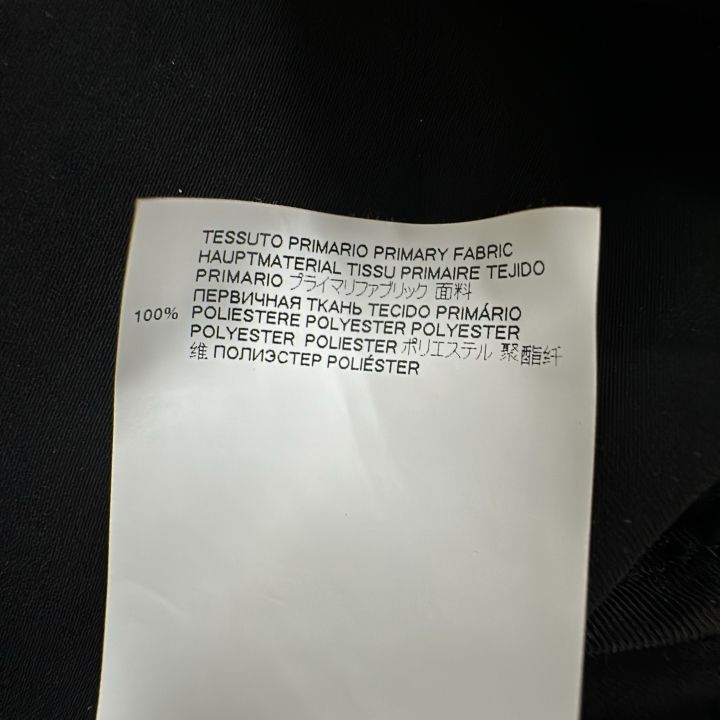 TESSUTO PRIMARIO PRIMARY FABRIC
HAUPTMATERIAL TISSU PRIMAIRE TEJIDO
PRIMARIO プライマリファブリック 面料
ПЕРВИЧНАЯ ТКАНЬ TECIDO PRIMÁRIO
100% POLIESTERE POLYESTER POLYESTER
POLYESTER POLIESTER ポリエステル 聚酯纤
维 ПОЛИЭСТЕР POLIÉSTER